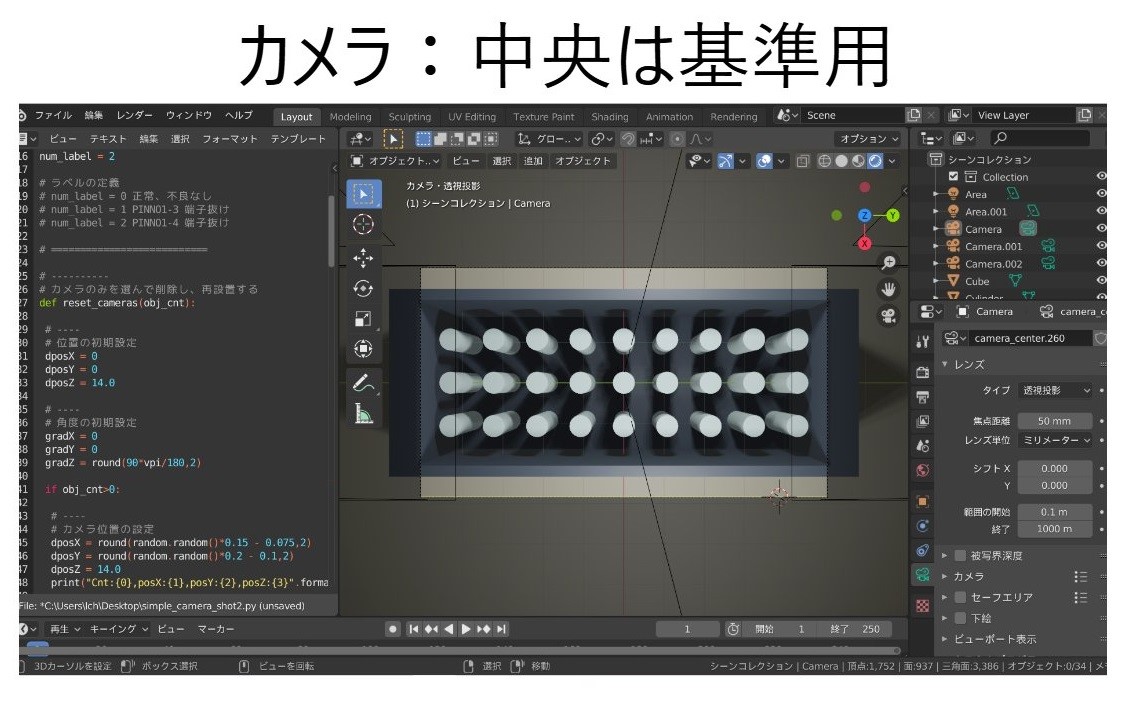 カメラ：中央は基準用
ファイル 編集 レンダー ウィンドウ ヘルプ Layout Modeling Sculpting UV Editing Texture Paint Shading Animation Rendering Scene View Layer
ビュー テキスト 編集 選択 フォーマット テンプレート グロー.. オプション
オブジェクト.. ビュー 選択 追加 オブジェクト
16 num_label = 2
17
18 # ラベルの定義
19 # num_label = 0 正常、不良なし
20 # num_label = 1 PINNO1-3 端子抜け
21 # num_label = 2 PINNO1-4 端子抜け
22
23 # ===========================
24
25 # ----------
26 # カメラのみを選んで削除し、再設置する
27 def reset_cameras(obj_cnt):
28
29 # ----
30 # 位置の初期設定
31 dposX = 0
32 dposY = 0
33 dposZ = 14.0
34
35 # ----
36 # 角度の初期設定
37 gradX = 0
38 gradY = 0
39 gradZ = round(90*vpi/180,2)
40
41 if obj_cnt>0:
42
43 # ----
44 # カメラ位置の設定
45 dposX = round(random.random()*0.15 - 0.075,2)
46 dposY = round(random.random()*0.2 - 0.1,2)
47 dposZ = 14.0
48 print("Cnt:{0},posX:{1},posY:{2},posZ:{3}".forma
File: *C:\Users\lch\Desktop\simple_camera_shot2.py (unsaved)
カメラ・透視投影
(1) シーンコレクション | Camera
Z Y
X
シーンコレクション
Collection
Area
Area.001
Camera
Camera.001
Camera.002
Cube
Cylinder
Camera camera_c
camera_center.260
レンズ
タイプ 透視投影
焦点距離 50 mm
レンズ単位 ミリメーター
シフト X 0.000
Y 0.000
範囲の開始 0.1 m
終了 1000 m
被写界深度
カメラ
セーフエリア
下絵
ビューポート表示
再生 キーイング ビュー マーカー 1 開始 1 終了 250
3Dカーソルを設定 ボックス選択 ビューを回転 選択 移動 シーンコレクション | Camera | 頂点:1,752 | 面:937 | 三角面:3,386 | オブジェクト:0/34 | メモ